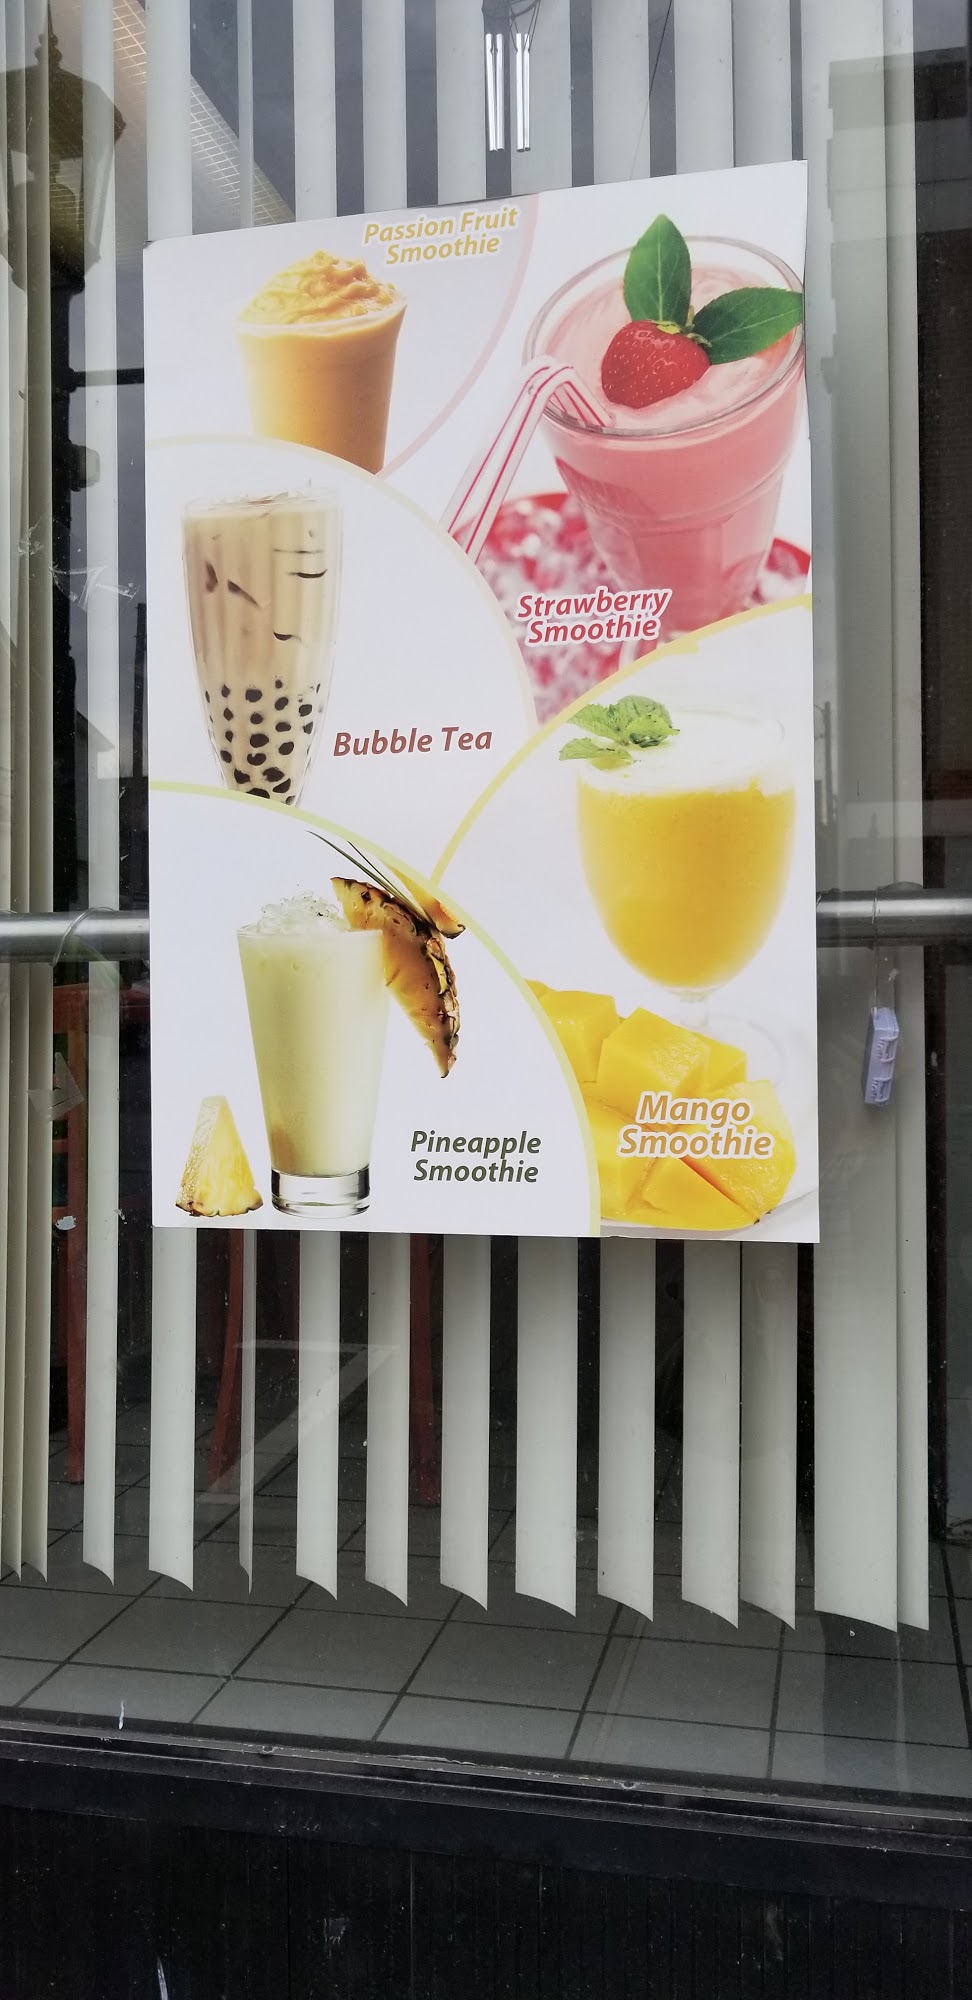 Passion Fruit
Smoothie
Strawberry
Smoothie
Bubble Tea
Pineapple
Smoothie
Mango
Smoothie